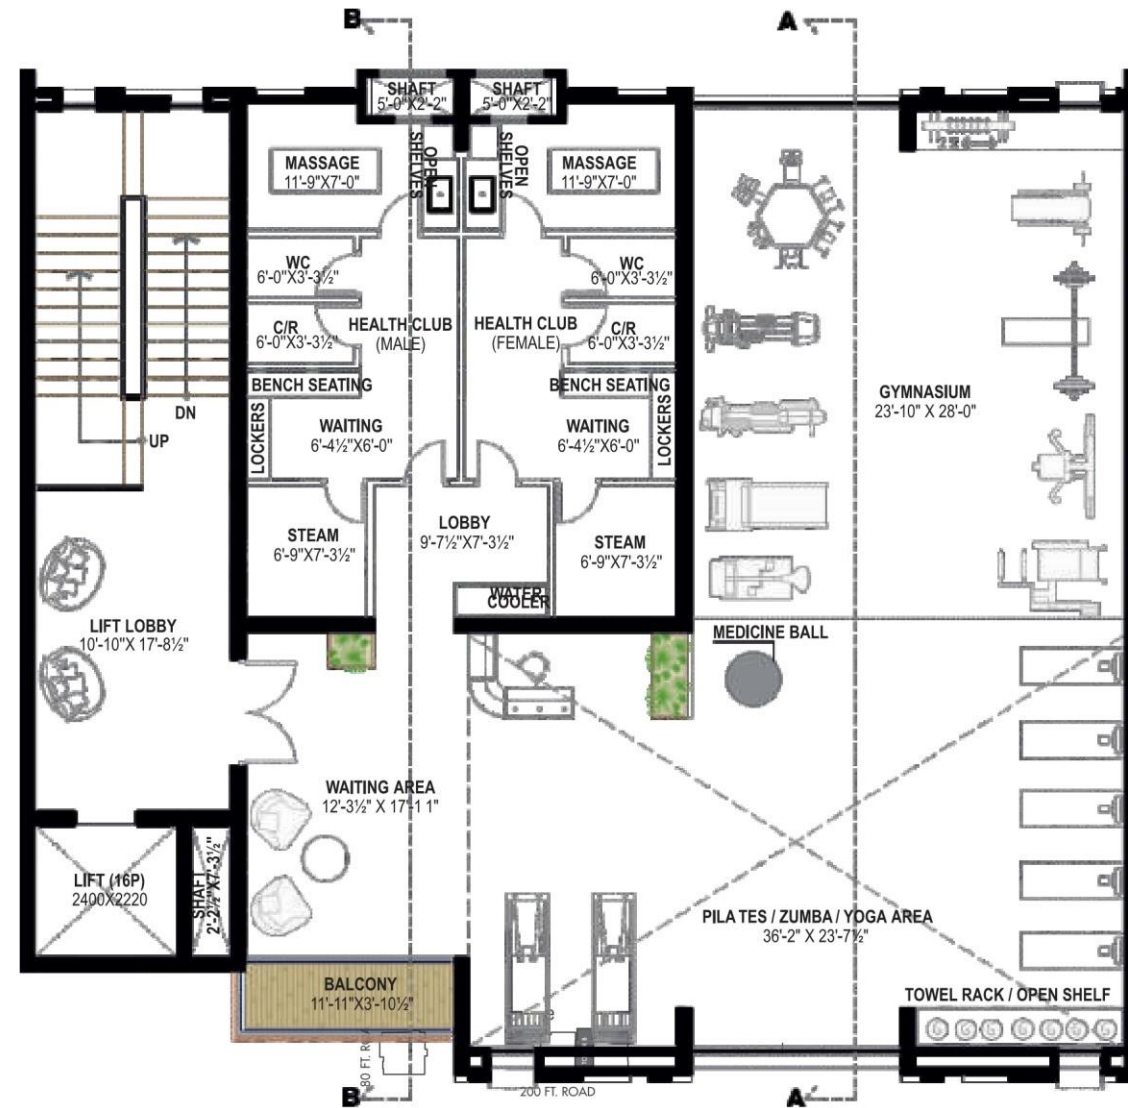 B
A
SHAFT
5'-0"X2'-2"
SHAFT
5'-0"X2'-2"
OPEN
SHELVES
OPEN
SHELVES
MASSAGE
11'-9"X7'-0"
MASSAGE
11'-9"X7'-0"
WC
6'-0"X3'-3½"
WC
6'-0"X3'-3½"
C/R
6'-0"X3'-3½"
HEALTH CLUB
(MALE)
HEALTH CLUB
(FEMALE)
C/R
6'-0"X3'-3½"
BENCH SEATING
BENCH SEATING
GYMNASIUM
23'-10" X 28'-0"
DN
UP
LOCKERS
WAITING
6'-4½"X6'-0"
WAITING
6'-4½"X6'-0"
LOCKERS
STEAM
6'-9"X7'-3½"
LOBBY
9'-7½"X7'-3½"
STEAM
6'-9"X7'-3½"
WATER
COOLER
LIFT LOBBY
10'-10"X 17'-8½"
MEDICINE BALL
WAITING AREA
12'-3½" X 17'-1 1"
LIFT (16P)
2400X2220
SHAFT
2'-2½"X7'-3½"
PILA TES / ZUMBA / YOGA AREA
36'-2" X 23'-7½"
BALCONY
11'-11"X3'-10½"
TOWEL RACK / OPEN SHELF
80 FT.
200 FT. ROAD
B
A